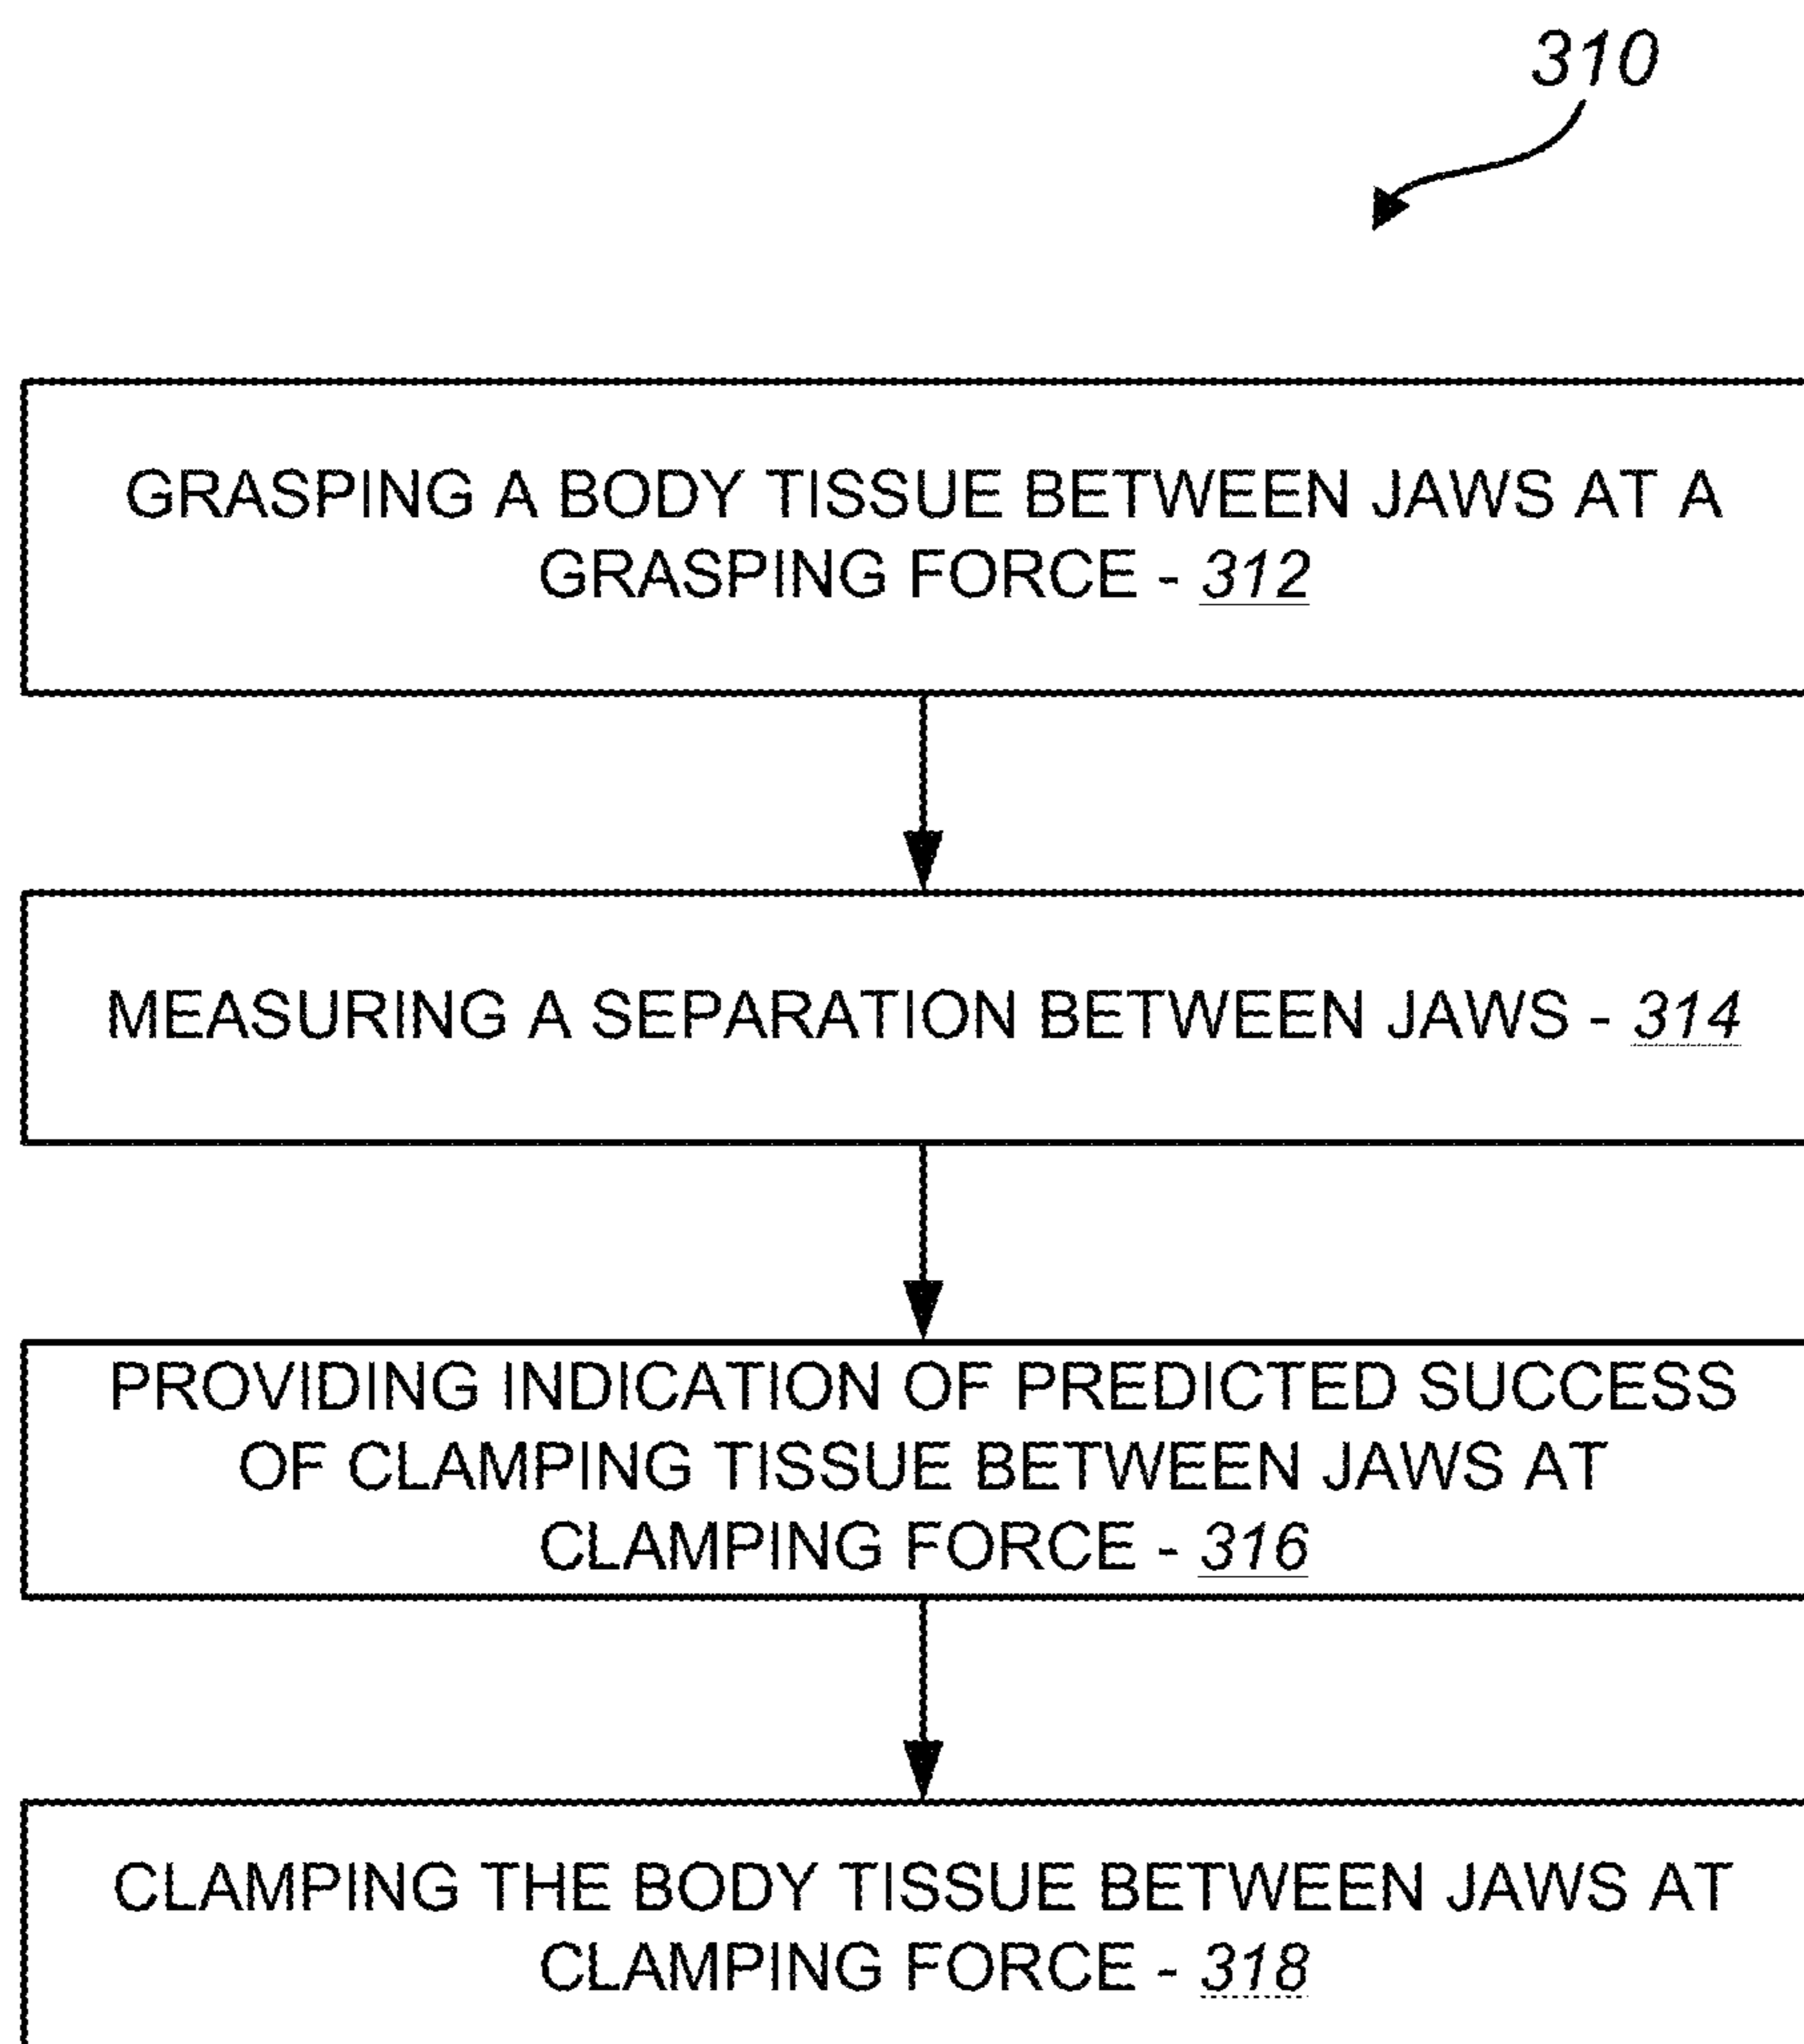 310
GRASPING A BODY TISSUE BETWEEN JAWS AT A
GRASPING FORCE - 312
MEASURING A SEPARATION BETWEEN JAWS - 314
PROVIDING INDICATION OF PREDICTED SUCCESS
OF CLAMPING TISSUE BETWEEN JAWS AT
CLAMPING FORCE - 316
CLAMPING THE BODY TISSUE BETWEEN JAWS AT
CLAMPING FORCE - 318